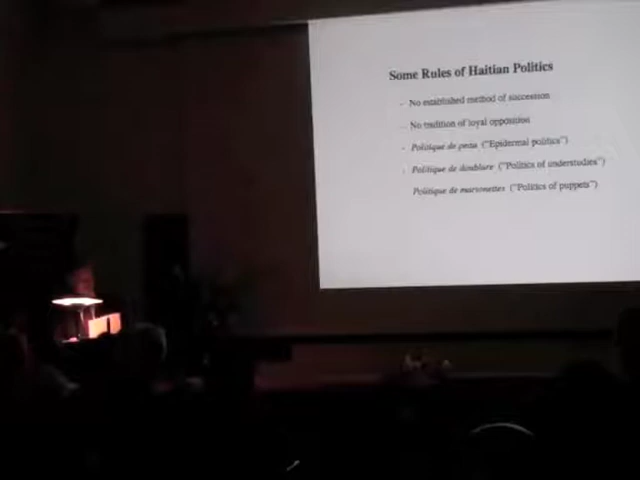 Some Rules of Haitian Politics
- No established method of succession
- No tradition of loyal opposition
- Politique de peau ("Epidermal politics")
- Politique de doublure ("Politics of understudies")
Politique de marionettes ("Politics of puppets")